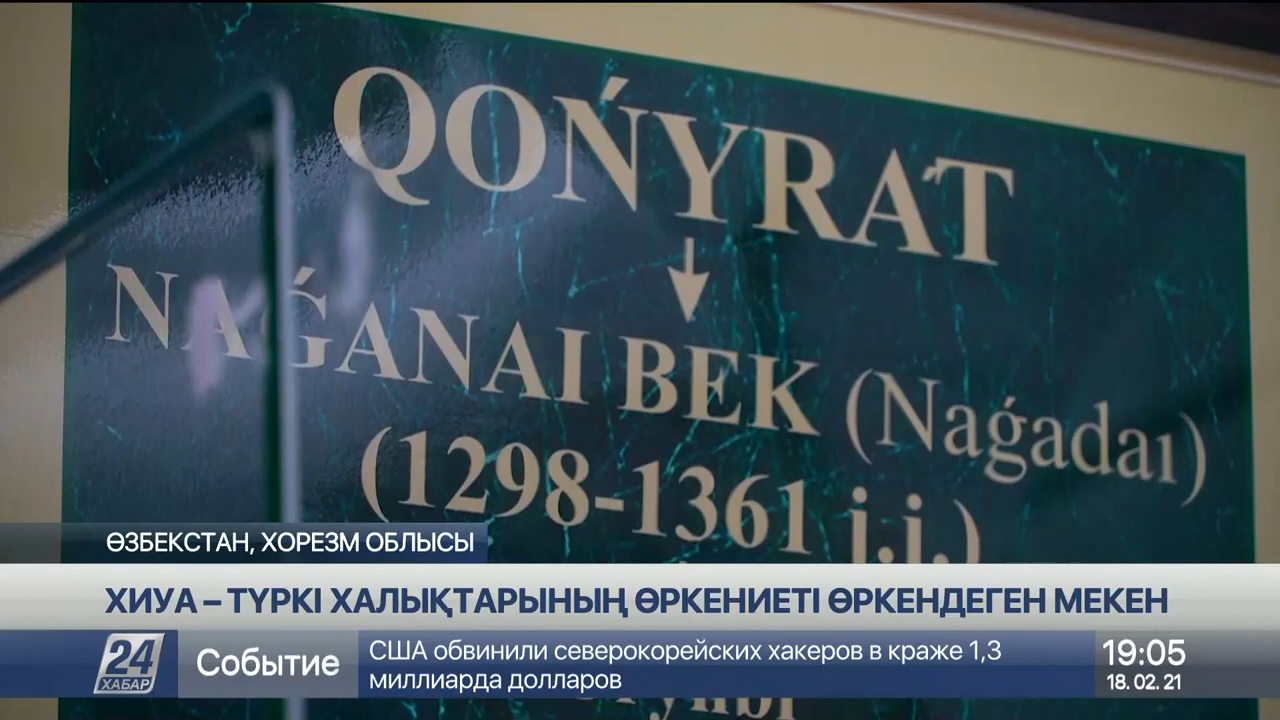 QOŃYRAT
NAǴANAI BEK (Naǵadaı)
(1298-1361 j.j.)
ӨЗБЕКСТАН, ХОРЕЗМ ОБЛЫСЫ
ХИУА – ТҮРКІ ХАЛЫҚТАРЫНЫҢ ӨРКЕНИЕТІ ӨРКЕНДЕГЕН МЕКЕН
24
ХАБАР
Событие
США обвинили северокорейских хакеров в краже 1,3
миллиарда долларов
19:05
18. 02. 21